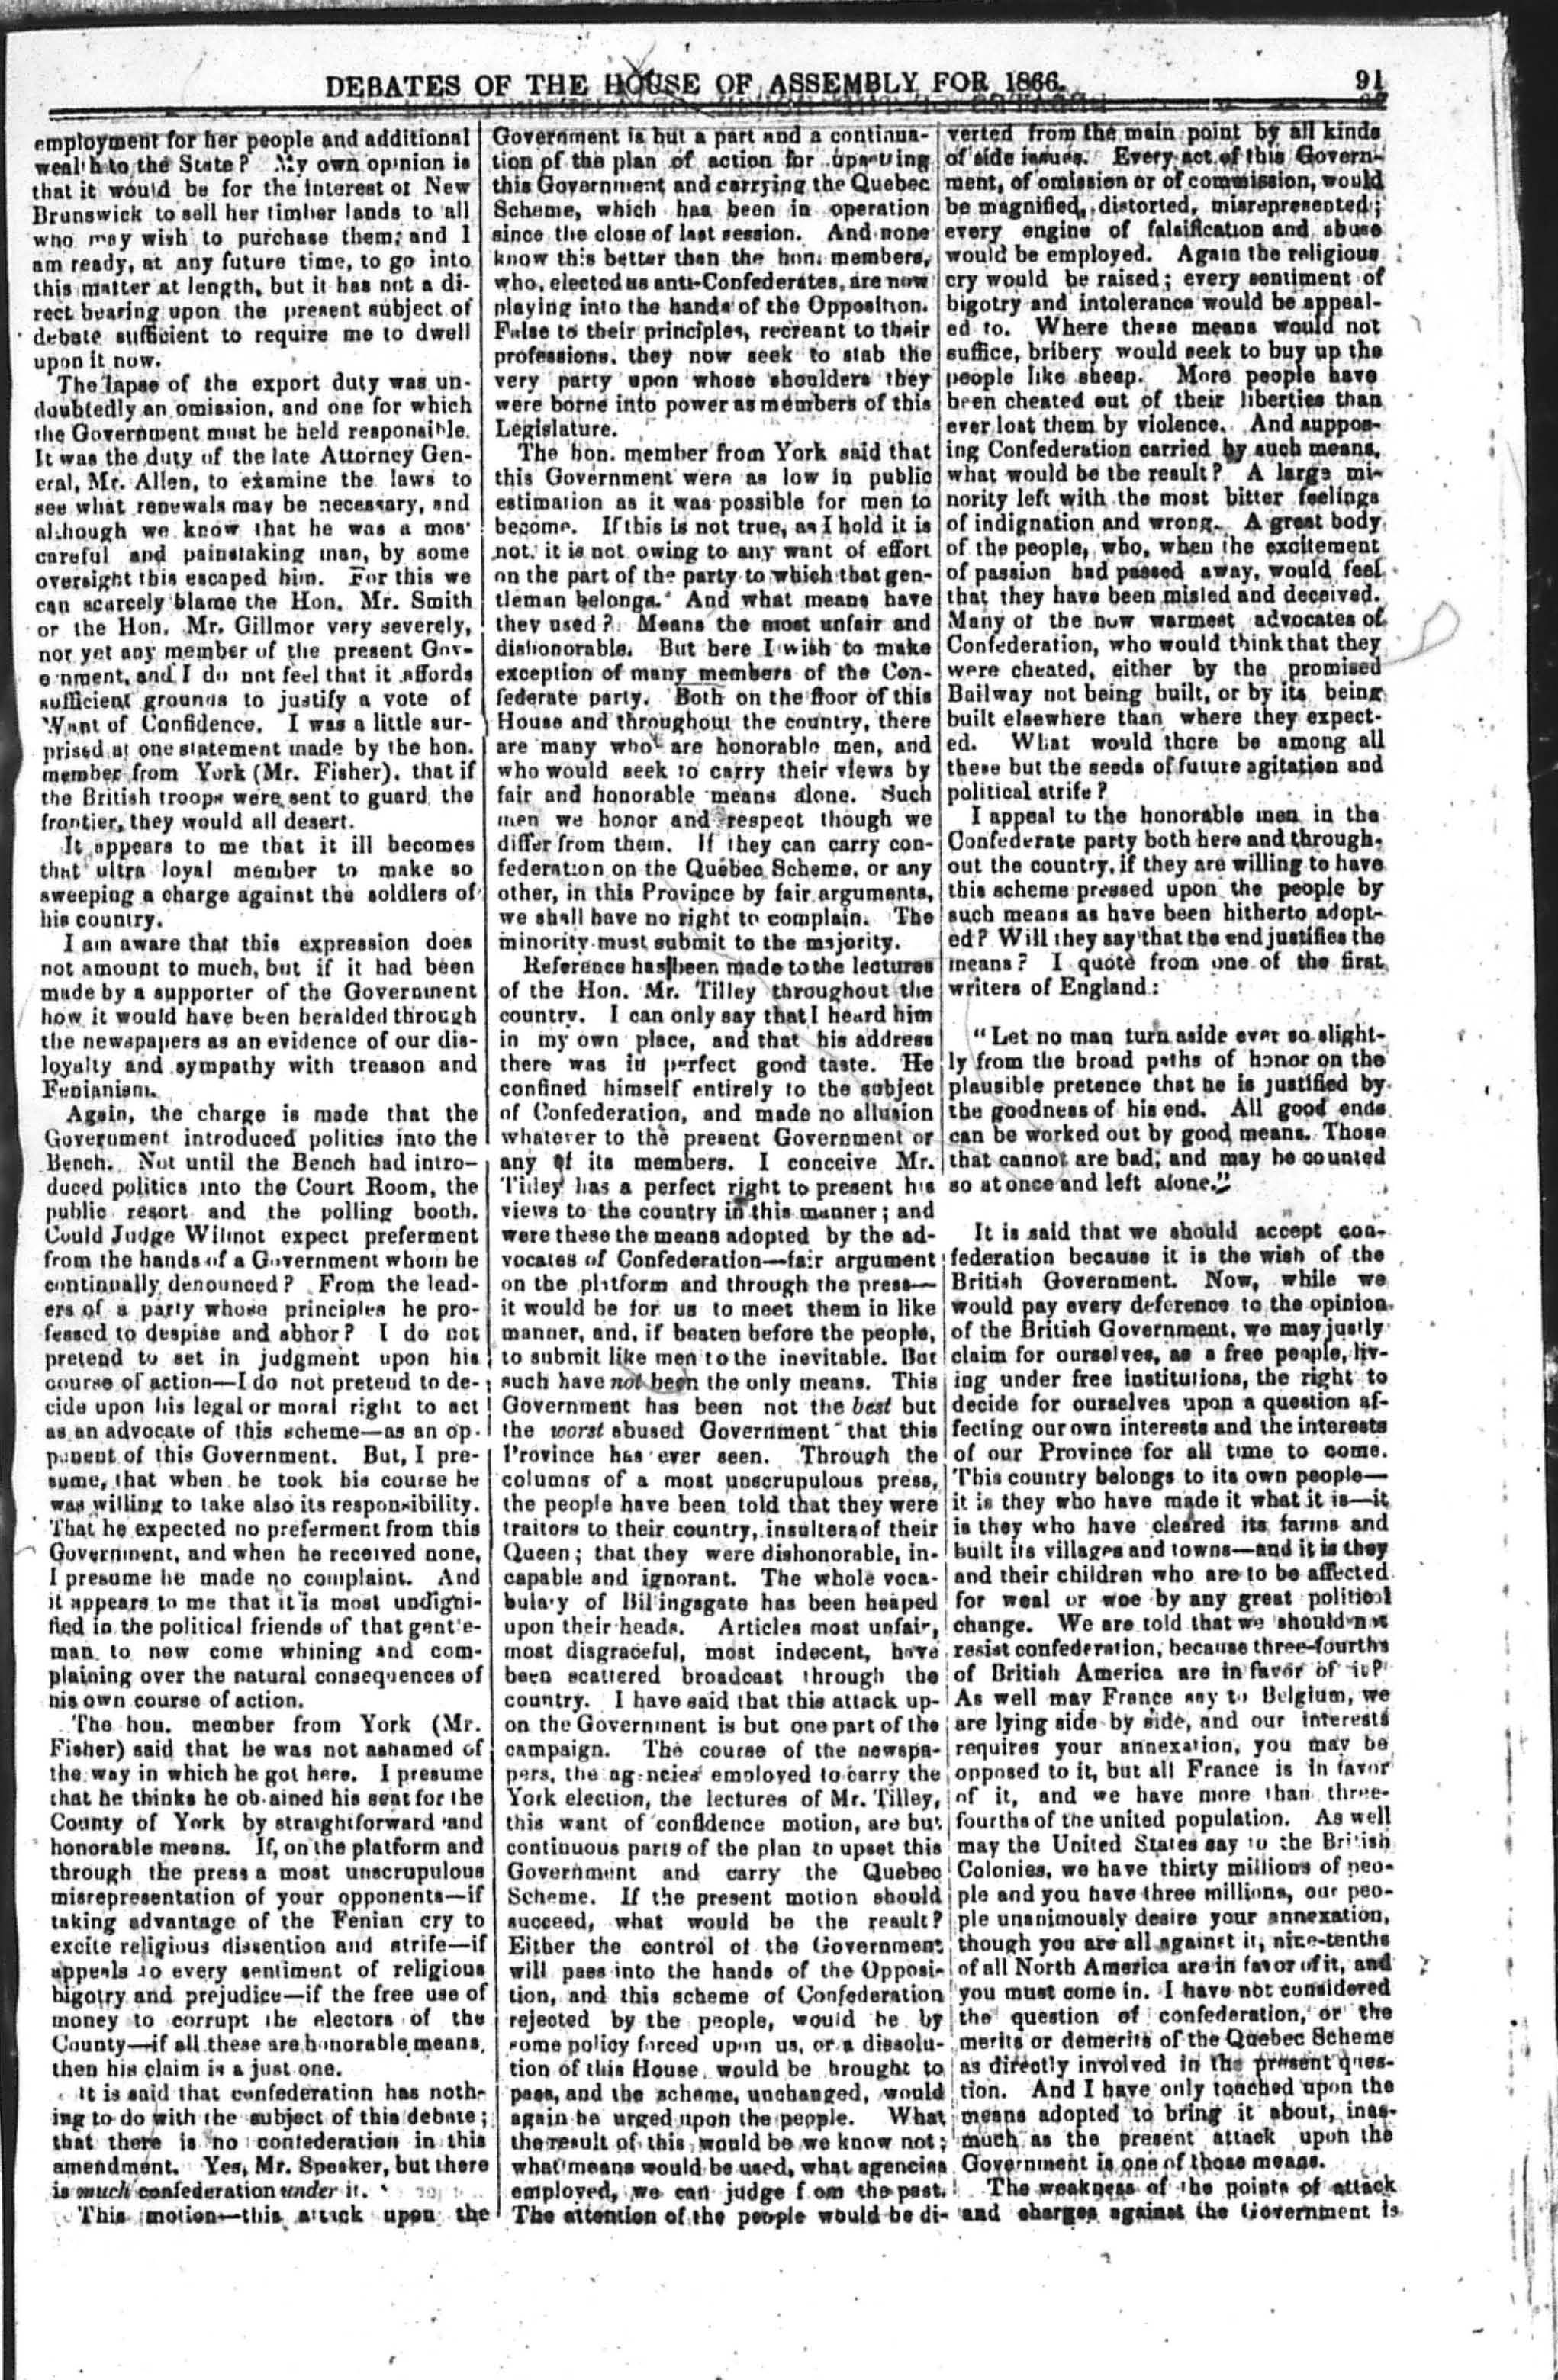 DEBATES OF THE HOUSE OF ASSEMBLY FOR 1866. 91
employment for her people and additional
wealth to the State? My own opinion is
that it would be for the interest of New
Brunswick to sell her timber lands to all
who may wish to purchase them; and I
am ready, at any future time, to go into
this matter at length, but it has not a di-
rect bearing upon the present subject of
debate sufficient to require me to dwell
upon it now.
The lapse of the export duty was un-
doubtedly an omission, and one for which
the Government must be held responsible.
It was the duty of the late Attorney Gen-
eral, Mr. Allen, to examine the laws to
see what renewals may be necessary, and
although we know that he was a most
careful and painstaking man, by some
oversight this escaped him. For this we
can scarcely blame the Hon. Mr. Smith
or the Hon. Mr. Gillmor very severely,
nor yet any member of the present Gov-
ernment, and I do not feel that it affords
sufficient grounds to justify a vote of
Want of Confidence. I was a little sur-
prised at one statement made by the hon.
member from York (Mr. Fisher), that if
the British troops were sent to guard the
frontier, they would all desert.
It appears to me that it ill becomes
that ultra loyal member to make so
sweeping a charge against the soldiers of
his country.
I am aware that this expression does
not amount to much, but if it had been
made by a supporter of the Government
how it would have been heralded through
the newspapers as an evidence of our dis-
loyalty and sympathy with treason and
Fenianism.
Again, the charge is made that the
Government introduced politics into the
Bench. Not until the Bench had intro-
duced politics into the Court Room, the
public resort and the polling booth.
Could Judge Wilmot expect preferment
from the hands of a Government whom he
continually denounced? From the lead-
ers of a party whose principles he pro-
fessed to despise and abhor? I do not
pretend to set in judgment upon his
course of action—I do not pretend to de-
cide upon his legal or moral right to act
as an advocate of this scheme—as an op-
ponent of this Government. But, I pre-
sume, that when he took his course he
was willing to take also its responsibility.
That he expected no preferment from this
Government, and when he received none,
I presume he made no complaint. And
it appears to me that it is most undigni-
fied in the political friends of that gentle-
man to now come whining and com-
plaining over the natural consequences of
his own course of action.
The hon. member from York (Mr.
Fisher) said that he was not ashamed of
the way in which he got here. I presume
that he thinks he obtained his seat for the
County of York by straightforward and
honorable means. If, on the platform and
through the press a most unscrupulous
misrepresentation of your opponents—if
taking advantage of the Fenian cry to
excite religious dissention and strife—if
appeals to every sentiment of religious
bigotry and prejudice—if the free use of
money to corrupt the electors of the
County—if all these are honorable means,
then his claim is a just one.
It is said that confederation has noth-
ing to do with the subject of this debate;
that there is no confederation in this
amendment. Yes, Mr. Speaker, but there
is much confederation under it.
This motion—this attack upon the
Government is but a part and a continua-
tion of the plan of action for upsetting
this Government and carrying the Quebec
Scheme, which has been in operation
since the close of last session. And none
know this better than the hon. members,
who, elected as anti-Confederates, are now
playing into the hands of the Opposition.
False to their principles, recreant to their
professions, they now seek to stab the
very party upon whose shoulders they
were borne into power as members of this
Legislature.
The hon. member from York said that
this Government were as low in public
estimation as it was possible for men to
become. If this is not true, as I hold it is
not, it is not owing to any want of effort
on the part of the party to which that gen-
tleman belongs. And what means have
they used? Means the most unfair and
dishonorable. But here I wish to make
exception of many members of the Con-
federate party. Both on the floor of this
House and throughout the country, there
are many who are honorable men, and
who would seek to carry their views by
fair and honorable means alone. Such
men we honor and respect though we
differ from them. If they can carry con-
federation on the Quebec Scheme, or any
other, in this Province by fair arguments,
we shall have no right to complain. The
minority must submit to the majority.
Reference has been made to the lectures
of the Hon. Mr. Tilley throughout the
country. I can only say that I heard him
in my own place, and that his address
there was in perfect good taste. He
confined himself entirely to the subject
of Confederation, and made no allusion
whatever to the present Government or
any of its members. I conceive Mr.
Tilley has a perfect right to present his
views to the country in this manner; and
were these the means adopted by the ad-
vocates of Confederation—fair argument
on the platform and through the press—
it would be for us to meet them in like
manner, and, if beaten before the people,
to submit like men to the inevitable. But
such have not been the only means. This
Government has been not the best but
the worst abused Government that this
Province has ever seen. Through the
columns of a most unscrupulous press,
the people have been told that they were
traitors to their country, insulters of their
Queen; that they were dishonorable, in-
capable and ignorant. The whole voca-
bulary of Billingsgate has been heaped
upon their heads. Articles most unfair,
most disgraceful, most indecent, have
been scattered broadcast through the
country. I have said that this attack up-
on the Government is but one part of the
campaign. The course of the newspa-
pers, the agencies employed to carry the
York election, the lectures of Mr. Tilley,
this want of confidence motion, are but
continuous parts of the plan to upset this
Government and carry the Quebec
Scheme. If the present motion should
succeed, what would be the result?
Either the control of the Government
will pass into the hands of the Opposi-
tion, and this scheme of Confederation
rejected by the people, would be by
some policy forced upon us, or a dissolu-
tion of this House would be brought to
pass, and the scheme, unchanged, would
again be urged upon the people. What
the result of this would be we know not;
what means would be used, what agencies
employed, we can judge from the past.
The attention of the people would be di-
verted from the main point by all kinds
of side issues. Every act of this Govern-
ment, of omission or of commission, would
be magnified, distorted, misrepresented;
every engine of falsification and abuse
would be employed. Again the religious
cry would be raised; every sentiment of
bigotry and intolerance would be appeal-
ed to. Where these means would not
suffice, bribery would seek to buy up the
people like sheep. More people have
been cheated out of their liberties than
ever lost them by violence. And suppos-
ing Confederation carried by such means,
what would be the result? A large mi-
nority left with the most bitter feelings
of indignation and wrong. A great body
of the people, who, when the excitement
of passion had passed away, would feel
that they have been misled and deceived.
Many of the now warmest advocates of
Confederation, who would think that they
were cheated, either by the promised
Railway not being built, or by its being
built elsewhere than where they expect-
ed. What would there be among all
these but the seeds of future agitation and
political strife?
I appeal to the honorable men in the
Confederate party both here and through-
out the country, if they are willing to have
this scheme pressed upon the people by
such means as have been hitherto adopt-
ed? Will they say that the end justifies the
means? I quote from one of the first
writers of England:
"Let no man turn aside ever so slight-
ly from the broad paths of honor on the
plausible pretence that he is justified by
the goodness of his end. All good ends
can be worked out by good means. Those
that cannot are bad; and may be counted
so at once and left alone."
It is said that we should accept con-
federation because it is the wish of the
British Government. Now, while we
would pay every deference to the opinion
of the British Government, we may justly
claim for ourselves, as a free people, liv-
ing under free institutions, the right to
decide for ourselves upon a question af-
fecting our own interests and the interests
of our Province for all time to come.
This country belongs to its own people—
it is they who have made it what it is—it
is they who have cleared its farms and
built its villages and towns—and it is they
and their children who are to be affected
for weal or woe by any great political
change. We are told that we should not
resist confederation, because three-fourths
of British America are in favor of it?
As well may France say to Belgium, we
are lying side by side, and our interests
requires your annexation, you may be
opposed to it, but all France is in favor
of it, and we have more than three-
fourths of the united population. As well
may the United States say to the British
Colonies, we have thirty millions of peo-
ple and you have three millions, our peo-
ple unanimously desire your annexation,
though you are all against it, nine-tenths
of all North America are in favor of it, and
you must come in. I have not considered
the question of confederation, or the
merits or demerits of the Quebec Scheme
as directly involved in the present ques-
tion. And I have only touched upon the
means adopted to bring it about, inas-
much as the present attack upon the
Government is one of those means.
The weakness of the points of attack
and charges against the Government is